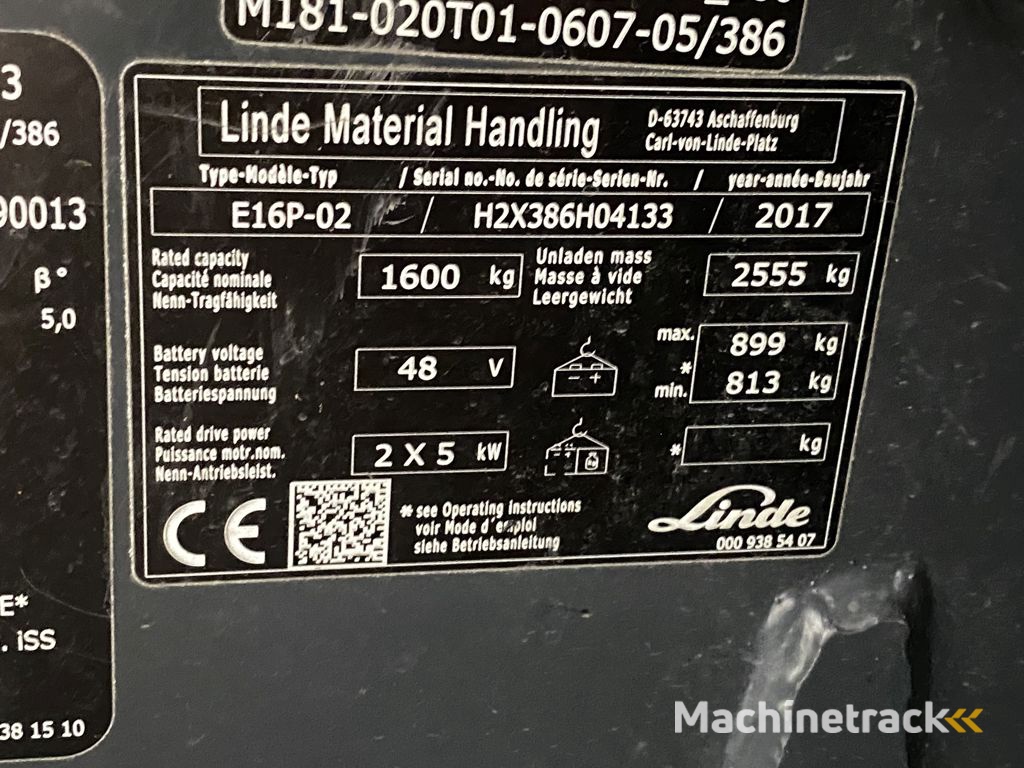 M181-020T01-0607-05/386
3
/386
90013
β°
5,0
E*
. iSS
38 15 10
Linde Material Handling
D-63743 Aschaffenburg
Carl-von-Linde-Platz
Type-Modèle-Typ / Serial no.-No. de série-Serien-Nr. / year-année-Baujahr
E16P-02 / H2X386H04133 / 2017
Rated capacity
Capacité nominale
Nenn-Tragfähigkeit
1600 kg
Unladen mass
Masse à vide
Leergewicht
2555 kg
Battery voltage
Tension batterie
Batteriespannung
48 V
- +
max. 899 kg
*
min. 813 kg
Rated drive power
Puissance motr.nom.
Nenn-Antriebsleist.
2 X 5 kW
- +
kg
* kg
CE
* see Operating Instructions
voir Mode d'emploi
siehe Betriebsanleitung
Linde
000 938 54 07
Machinetrack